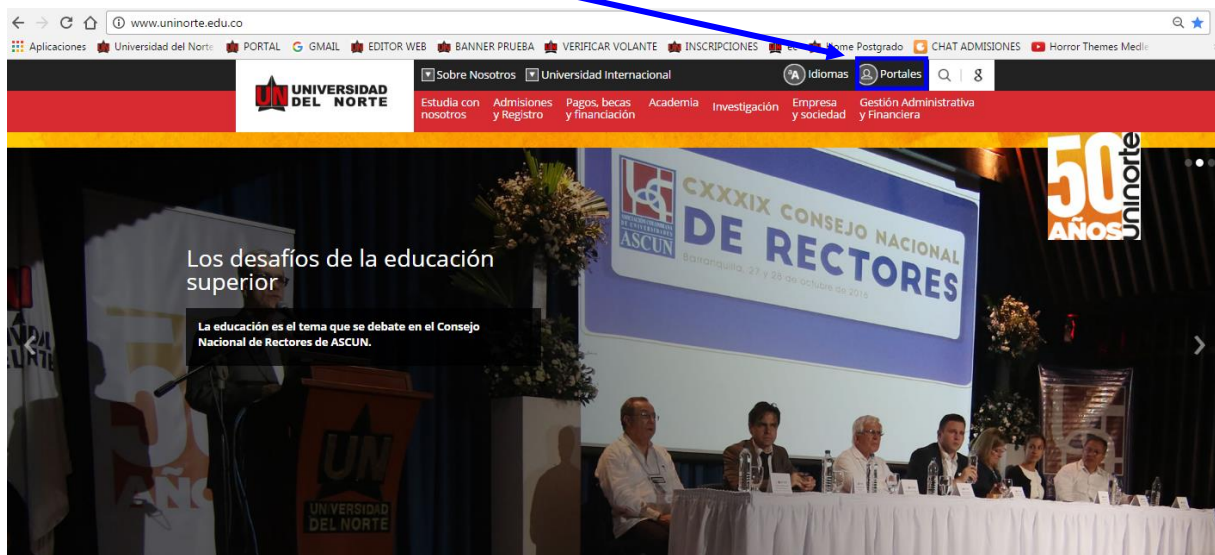 www.uninorte.edu.co
Aplicaciones Universidad del Norte PORTAL G GMAIL EDITOR WEB BANNER PRUEBA VERIFICAR VOLANTE INSCRIPCIONES Home Postgrado CHAT ADMISIONES Horror Themes Medle
UNIVERSIDAD
DEL NORTE
Sobre Nosotros Universidad Internacional Idiomas Portales
Estudia con nosotros
Admisiones y Registro
Pagos, becas y financiación
Academia
Investigación
Empresa y sociedad
Gestión Administrativa y Financiera
50
AÑOS
Uninorte
Los desafíos de la educación
superior
La educación es el tema que se debate en el Consejo
Nacional de Rectores de ASCUN.
ASCUN
CXXXIX CONSEJO NACIONAL
DE RECTORES
Barranquilla, 27 y 28 de octubre de 2016
UN
UNIVERSIDAD
DEL NORTE